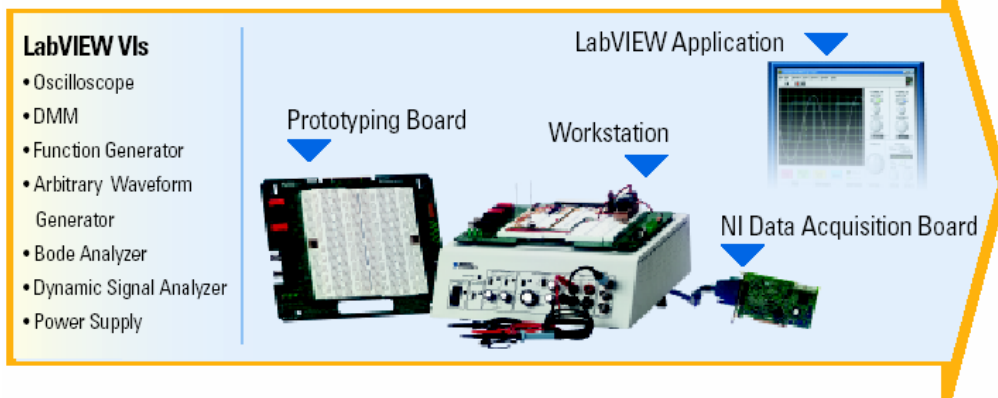 LabVIEW VIs
• Oscilloscope
• DMM
• Function Generator
• Arbitrary Waveform
Generator
• Bode Analyzer
• Dynamic Signal Analyzer
• Power Supply
Prototyping Board
Workstation
LabVIEW Application
NI Data Acquisition Board